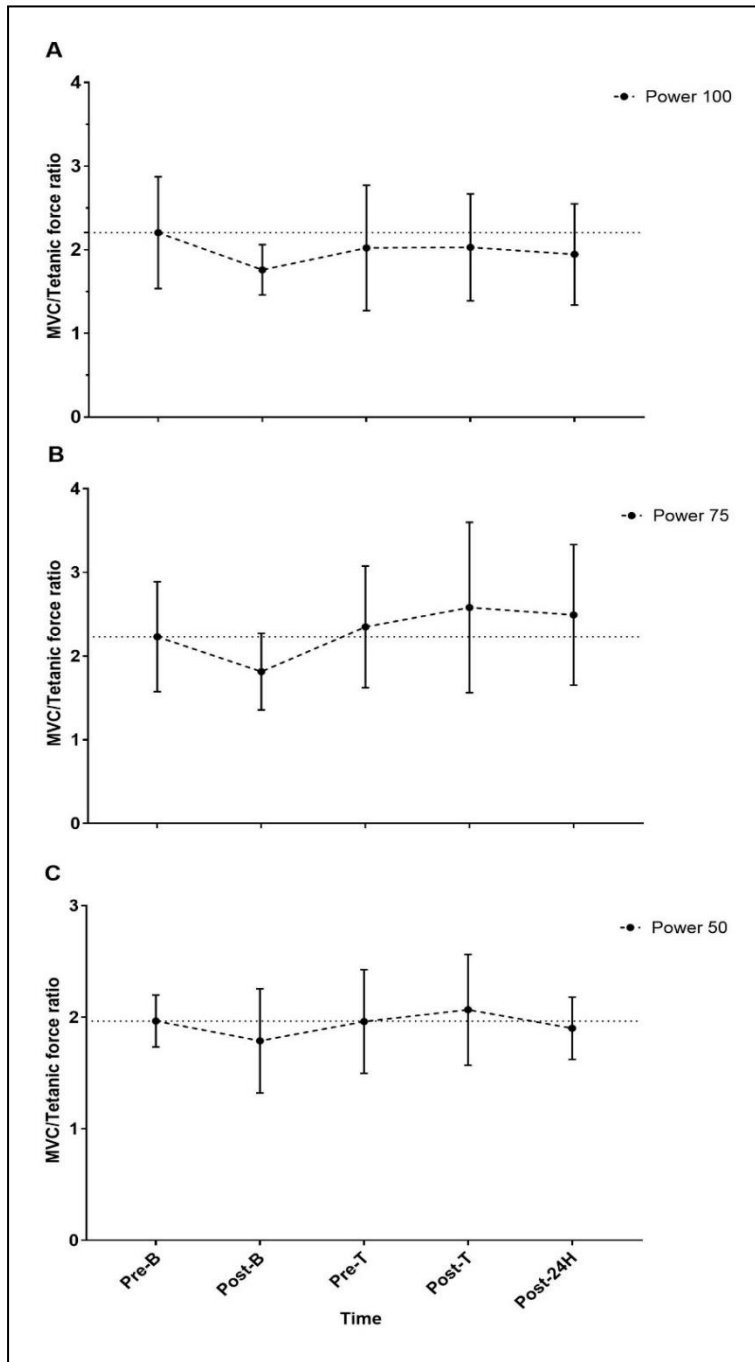 A
4
Power 100
3
2
1
0
MVC/Tetanic force ratio
B
4
Power 75
3
2
1
0
MVC/Tetanic force ratio
C
3
Power 50
2
1
0
MVC/Tetanic force ratio
Pre-B
Post-B
Pre-T
Post-T
Post-24H
Time